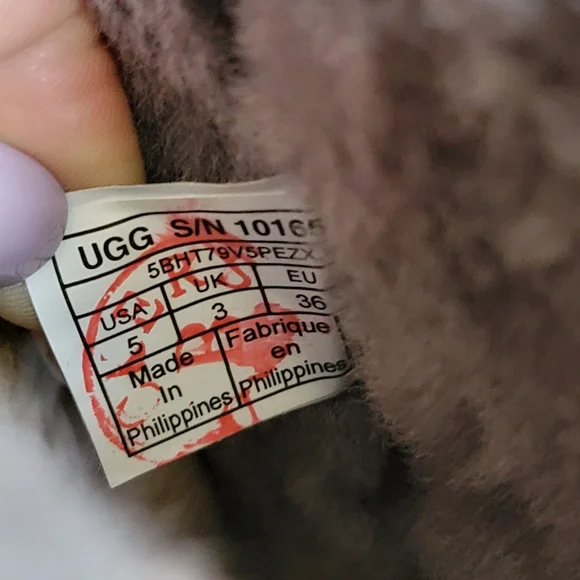 UGG S/N 10165
5BHT79V5PEZX
USA UK EU
5 3 36
Made Fabrique
In en
Philippines Philippines